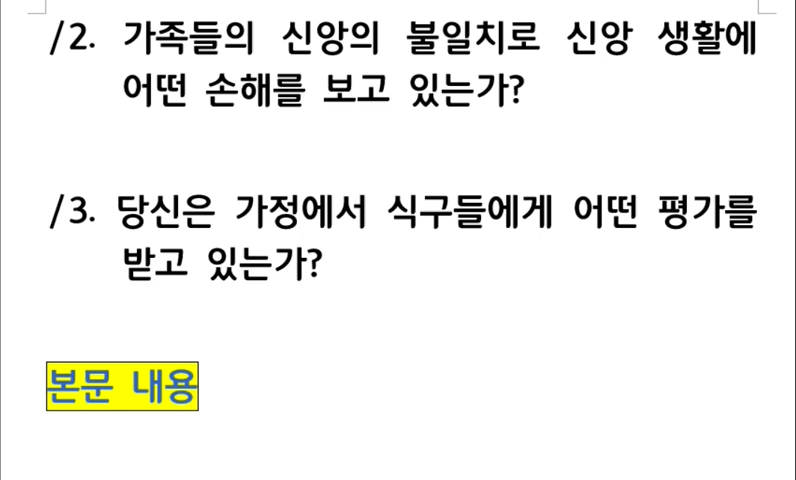 /2. 가족들의 신앙의 불일치로 신앙 생활에
어떤 손해를 보고 있는가?
/3. 당신은 가정에서 식구들에게 어떤 평가를
받고 있는가?
본문 내용